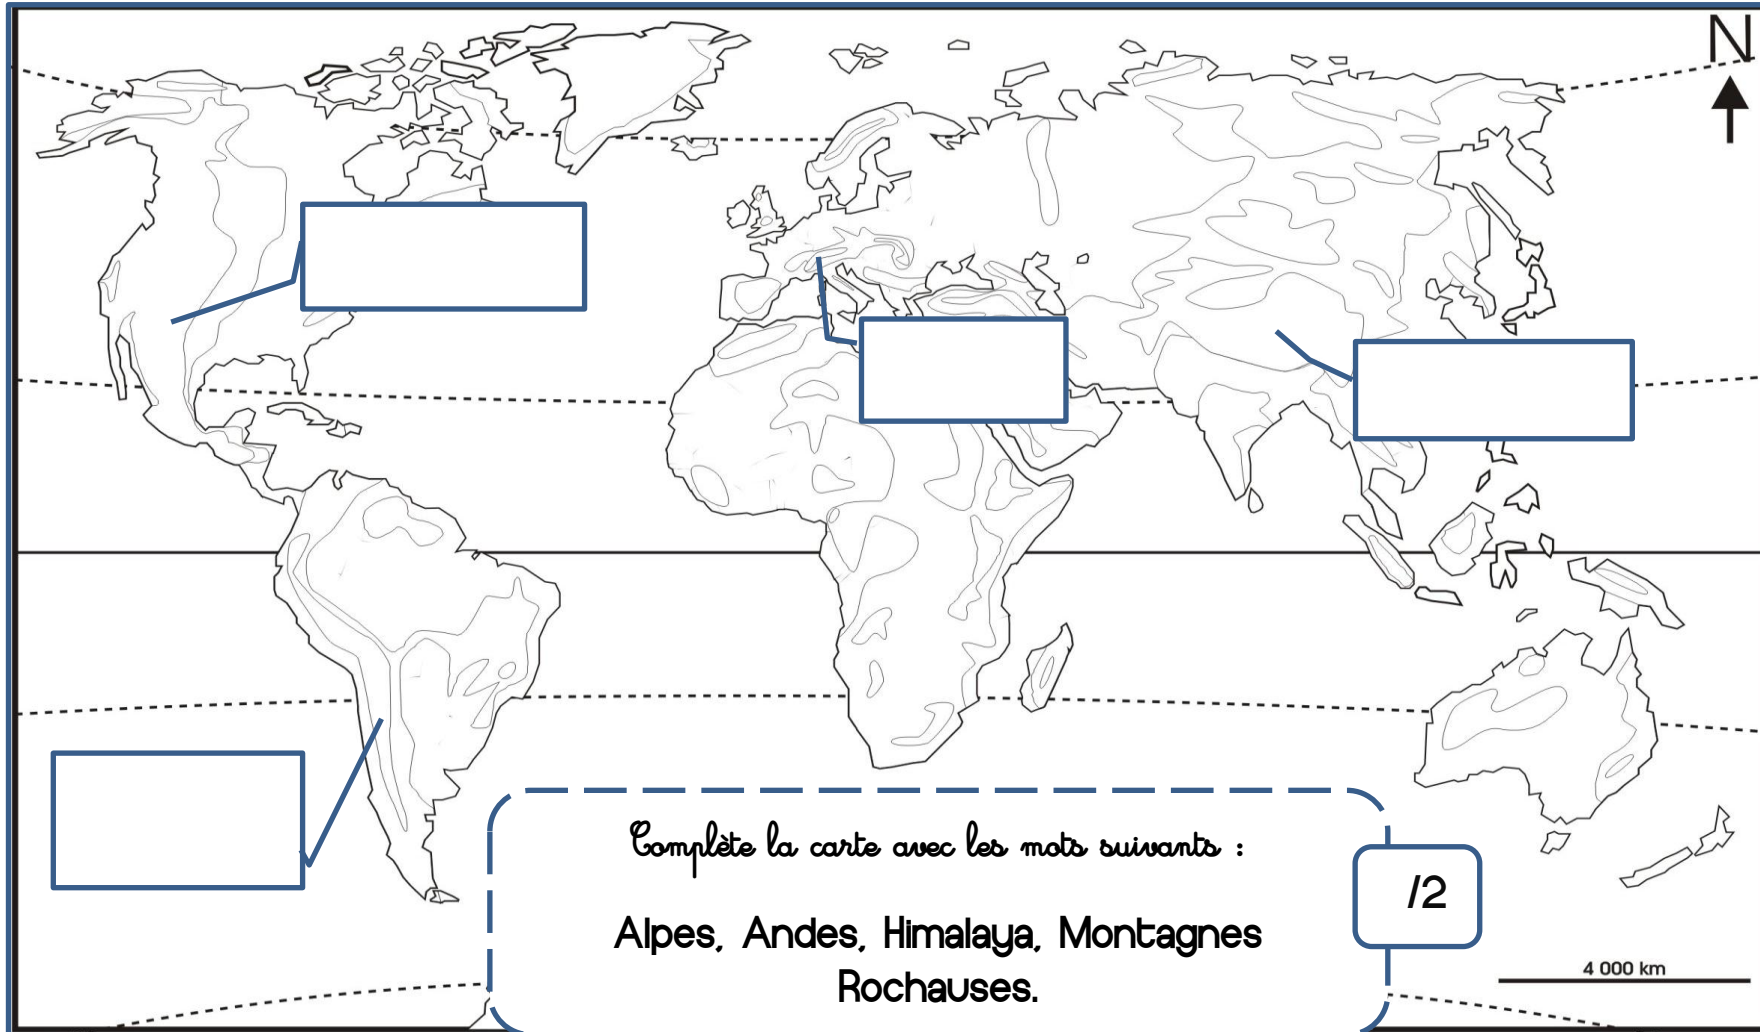 N
Complète la carte avec les mots suivants :
Alpes, Andes, Himalaya, Montagnes
Rochauses.
/2
4 000 km